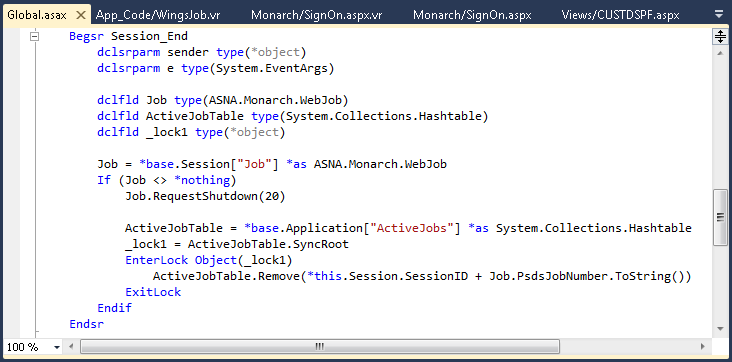 Global.asax App_Code/WingsJob.vr Monarch/SignOn.aspx.vr Monarch/SignOn.aspx Views/CUSTDSPF.aspx
Begsr Session_End
dclsrparm sender type(*object)
dclsrparm e type(System.EventArgs)
dclfld Job type(ASNA.Monarch.WebJob)
dclfld ActiveJobTable type(System.Collections.Hashtable)
dclfld _lock1 type(*object)
Job = *base.Session["Job"] *as ASNA.Monarch.WebJob
If (Job <> *nothing)
Job.RequestShutdown(20)
ActiveJobTable = *base.Application["ActiveJobs"] *as System.Collections.Hashtable
_lock1 = ActiveJobTable.SyncRoot
EnterLock Object(_lock1)
ActiveJobTable.Remove(*this.Session.SessionID + Job.PsdsJobNumber.ToString())
ExitLock
Endif
Endsr
100 %